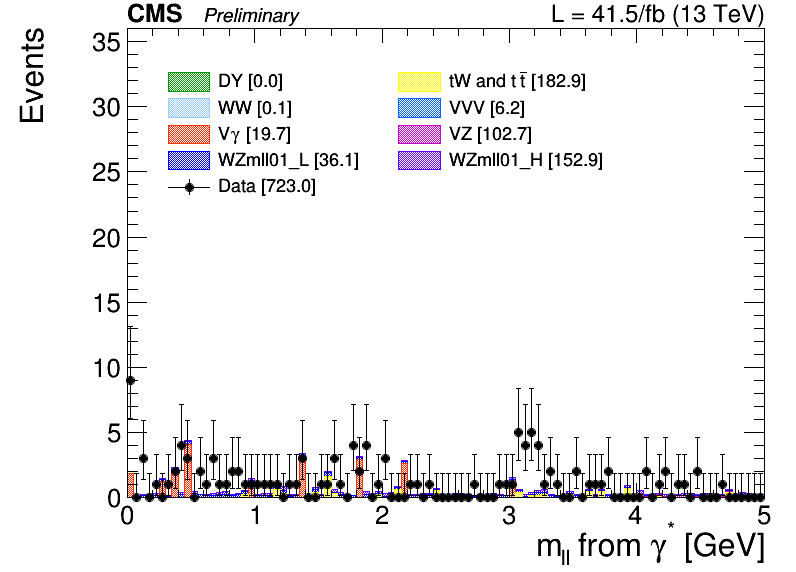 CMS Preliminary L = 41.5/fb (13 TeV)
Events
35
30
25
20
15
10
5
0
DY [0.0]
WW [0.1]
Vγ [19.7]
WZmll01_L [36.1]
Data [723.0]
tW and tt̄ [182.9]
VVV [6.2]
VZ [102.7]
WZmll01_H [152.9]
0 1 2 3 4 5
m_ll from γ* [GeV]